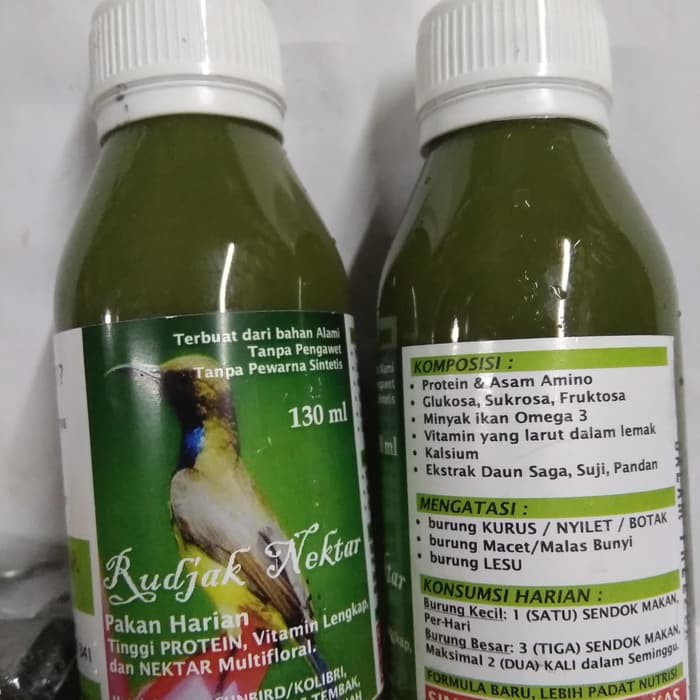 Terbuat dari bahan Alami
Tanpa Pengawet
Tanpa Pewarna Sintetis
130 ml
Rudjak Nektar
Pakan Harian
Tinggi PROTEIN, Vitamin Lengkap,
dan NEKTAR Multifloral.
SUNBIRD/KOLIBRI,
TEMBAK,
KOMPOSISI :
• Protein & Asam Amino
• Glukosa, Sukrosa, Fruktosa
• Minyak ikan Omega 3
• Vitamin yang larut dalam lemak
• Kalsium
• Ekstrak Daun Saga, Suji, Pandan
MENGATASI :
• burung KURUS / NYILET / BOTAK
• burung Macet/Malas Bunyi
• burung LESU
KONSUMSI HARIAN :
Burung Kecil: 1 (SATU) SENDOK MAKAN,
Per-Hari
Burung Besar: 3 (TIGA) SENDOK MAKAN,
Maksimal 2 (DUA) KALI dalam Seminggu.
FORMULA BARU, LEBIH PADAT NUTRISI